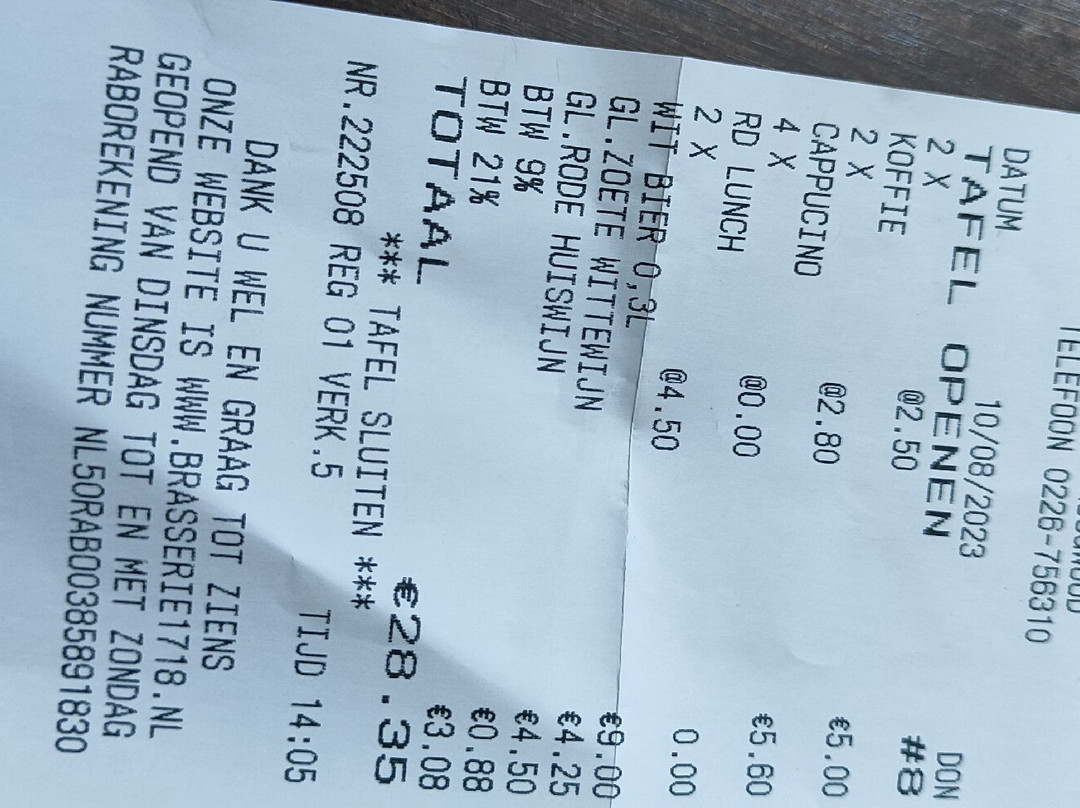 TELEFOON 0226-756310
DATUM 10/08/2023 DON
TAFEL OPENEN #8
2 X @2.50
KOFFIE €5.00
2 X @2.80
CAPPUCINO €5.60
4 X @0.00
RD LUNCH 0.00
2 X @4.50
WIT BIER 0,3L €9.00
GL.ZOETE WITTEWIJN €4.25
GL.RODE HUISWIJN €4.50
BTW 9% €0.88
BTW 21% €3.08
TOTAAL €28.35
*** TAFEL SLUITEN ***
NR.222508 REG 01 VERK.5 TIJD 14:05
DANK U WEL EN GRAAG TOT ZIENS
ONZE WEBSITE IS WWW.BRASSERIE1718.NL
GEOPEND VAN DINSDAG TOT EN MET ZONDAG
RABOREKENING NUMMER NL50RABO0385891830